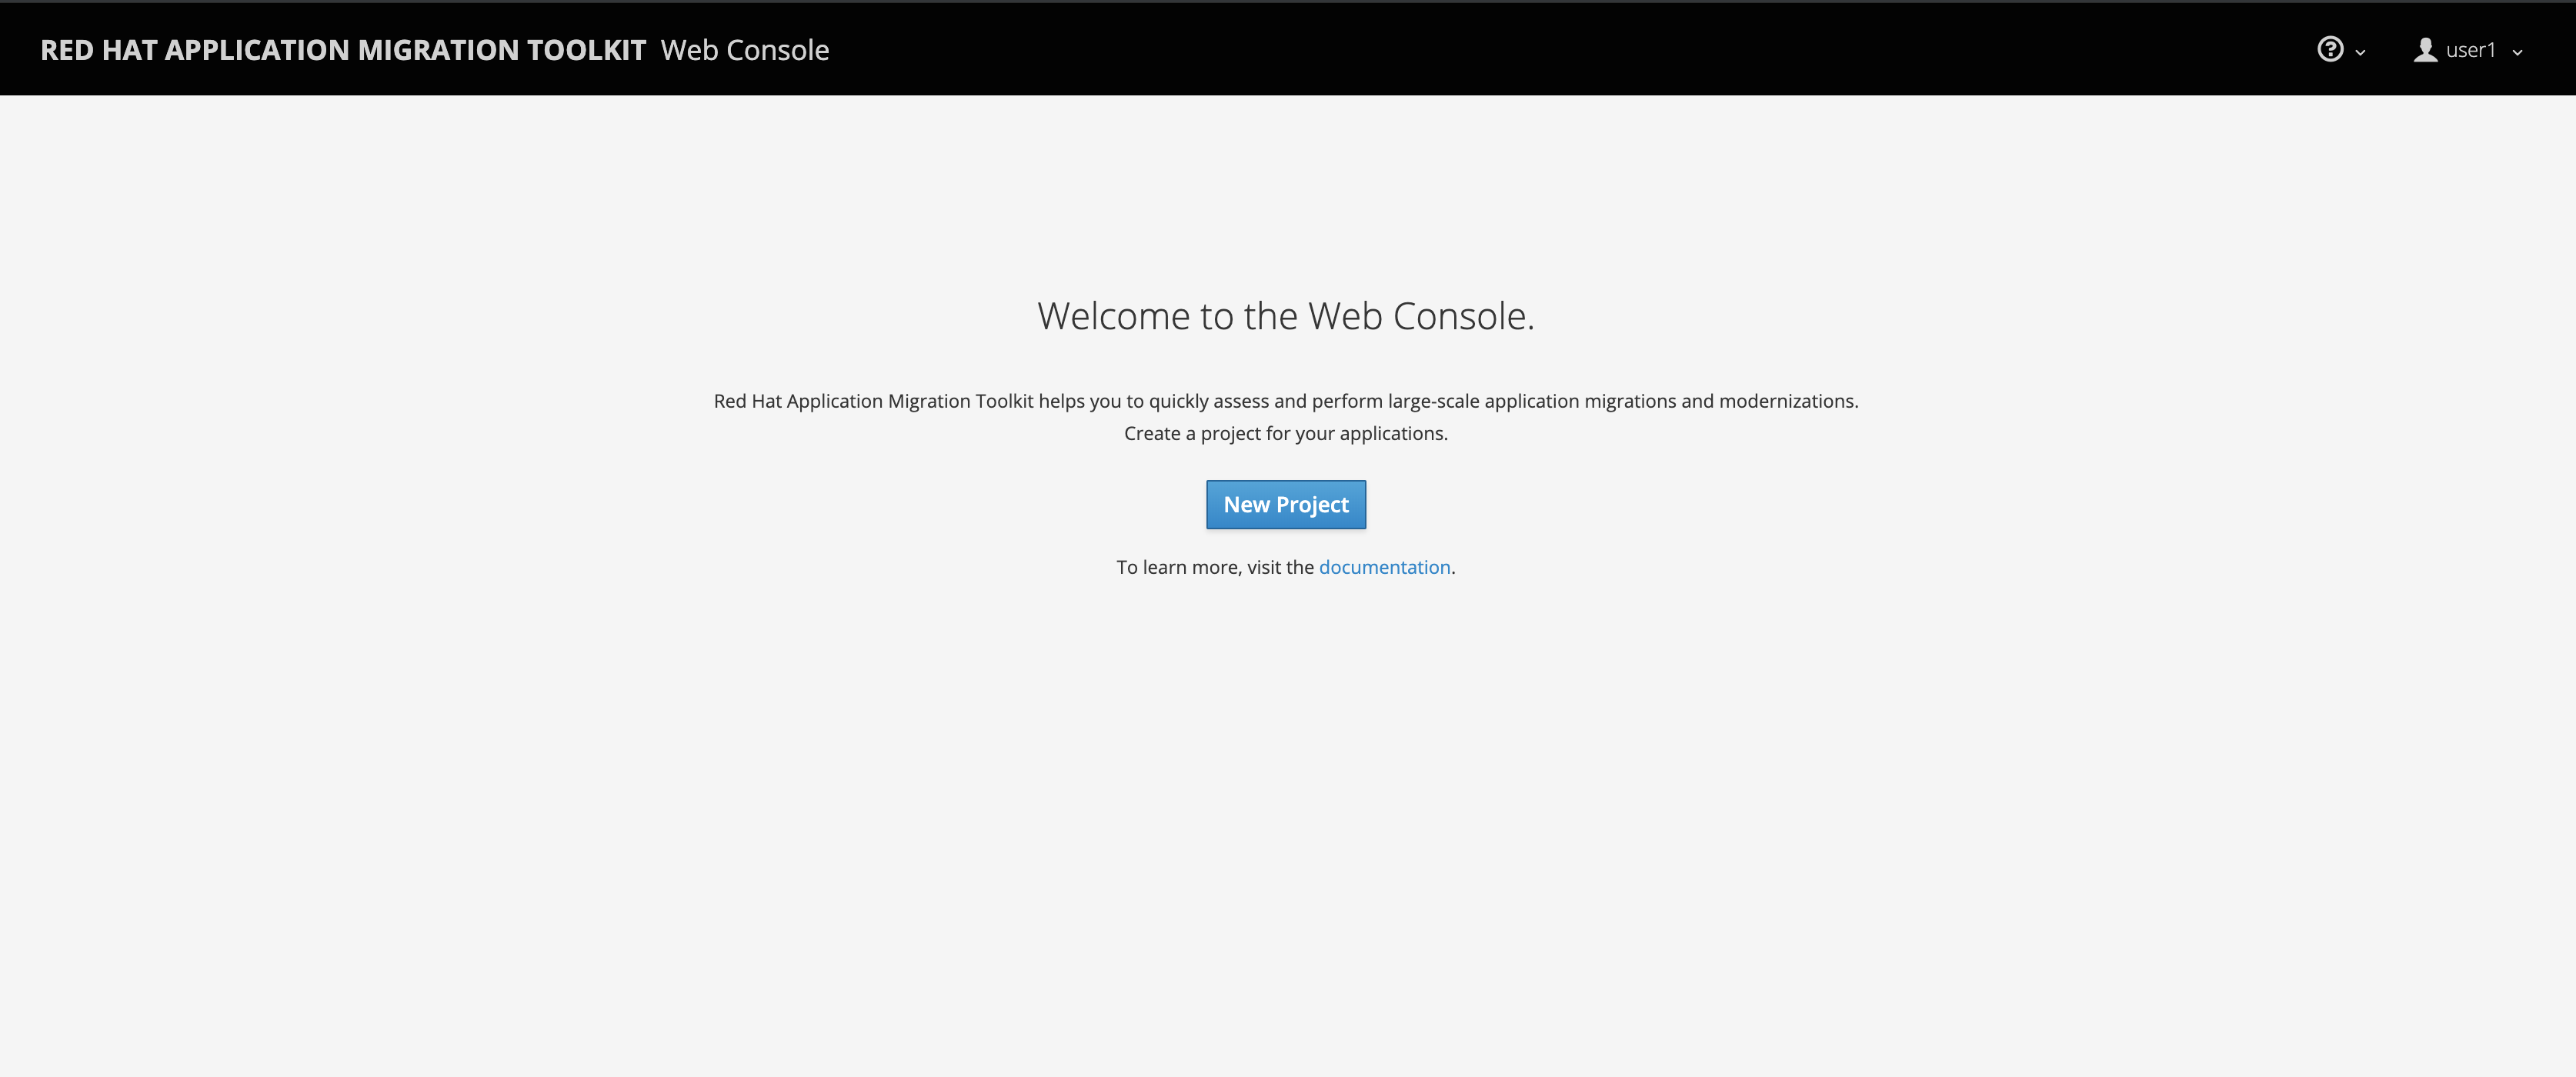 RED HAT APPLICATION MIGRATION TOOLKIT Web Console
user1
Welcome to the Web Console.
Red Hat Application Migration Toolkit helps you to quickly assess and perform large-scale application migrations and modernizations.
Create a project for your applications.
New Project
To learn more, visit the documentation.